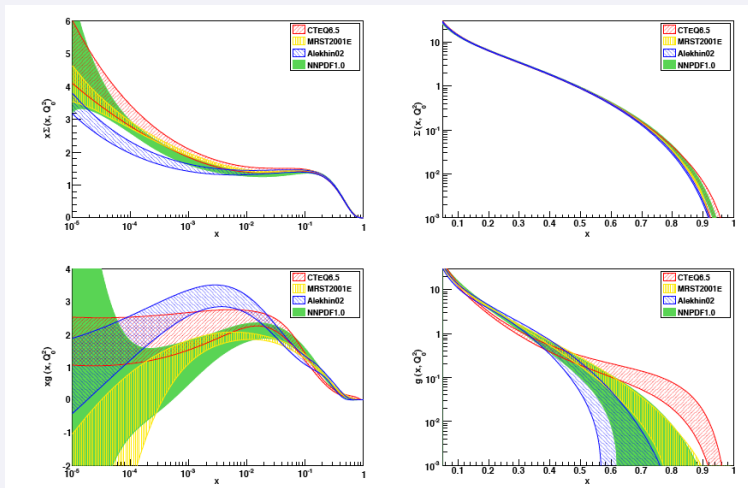 6
5
4
3
2
1
0
xΣ(x, Q₀²)
CTEQ6.5
MRST2001E
Alekhin02
NNPDF1.0
10⁻⁵ 10⁻⁴ 10⁻³ 10⁻² 10⁻¹ 1
x
10
1
10⁻¹
10⁻²
10⁻³
Σ(x, Q₀²)
CTEQ6.5
MRST2001E
Alekhin02
NNPDF1.0
0.1 0.2 0.3 0.4 0.5 0.6 0.7 0.8 0.9 1
x
4
3
2
1
0
-1
-2
xg (x, Q₀²)
CTEQ6.5
MRST2001E
Alekhin02
NNPDF1.0
10⁻⁵ 10⁻⁴ 10⁻³ 10⁻² 10⁻¹ 1
x
10
1
10⁻¹
10⁻²
10⁻³
g (x, Q₀²)
CTEQ6.5
MRST2001E
Alekhin02
NNPDF1.0
0.1 0.2 0.3 0.4 0.5 0.6 0.7 0.8 0.9 1
x